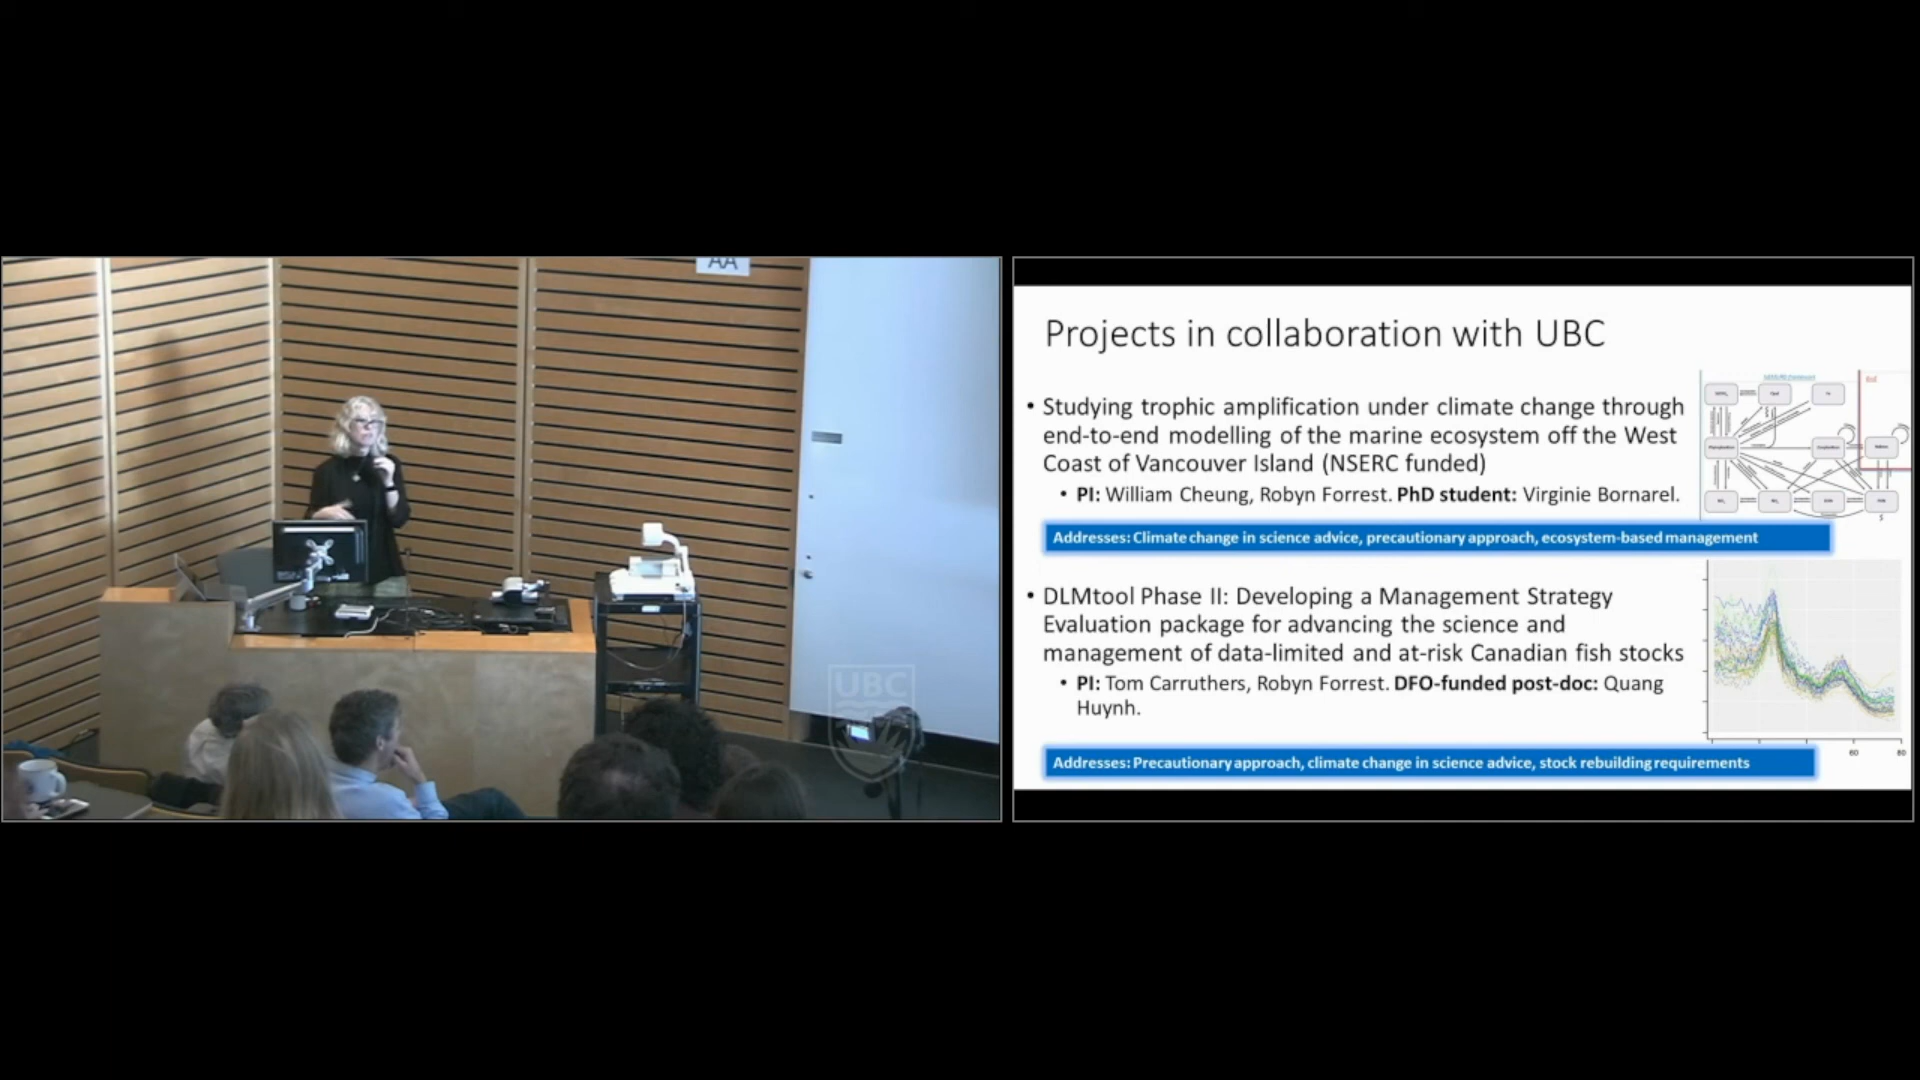 AA
UBC
Projects in collaboration with UBC
• Studying trophic amplification under climate change through
end-to-end modelling of the marine ecosystem off the West
Coast of Vancouver Island (NSERC funded)
• PI: William Cheung, Robyn Forrest. PhD student: Virginie Bornarel.
Addresses: Climate change in science advice, precautionary approach, ecosystem-based management
• DLMtool Phase II: Developing a Management Strategy
Evaluation package for advancing the science and
management of data-limited and at-risk Canadian fish stocks
• PI: Tom Carruthers, Robyn Forrest. DFO-funded post-doc: Quang
Huynh.
60 80
Addresses: Precautionary approach, climate change in science advice, stock rebuilding requirements